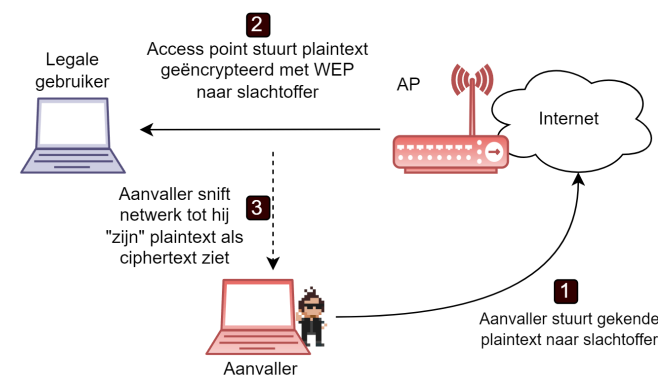 2
Access point stuurt plaintext
geëncrypteerd met WEP
naar slachtoffer
Legale
gebruiker
AP
Internet
Aanvaller snift
netwerk tot hij
"zijn" plaintext als
ciphertext ziet
3
1
Aanvaller stuurt gekende
plaintext naar slachtoffer
Aanvaller